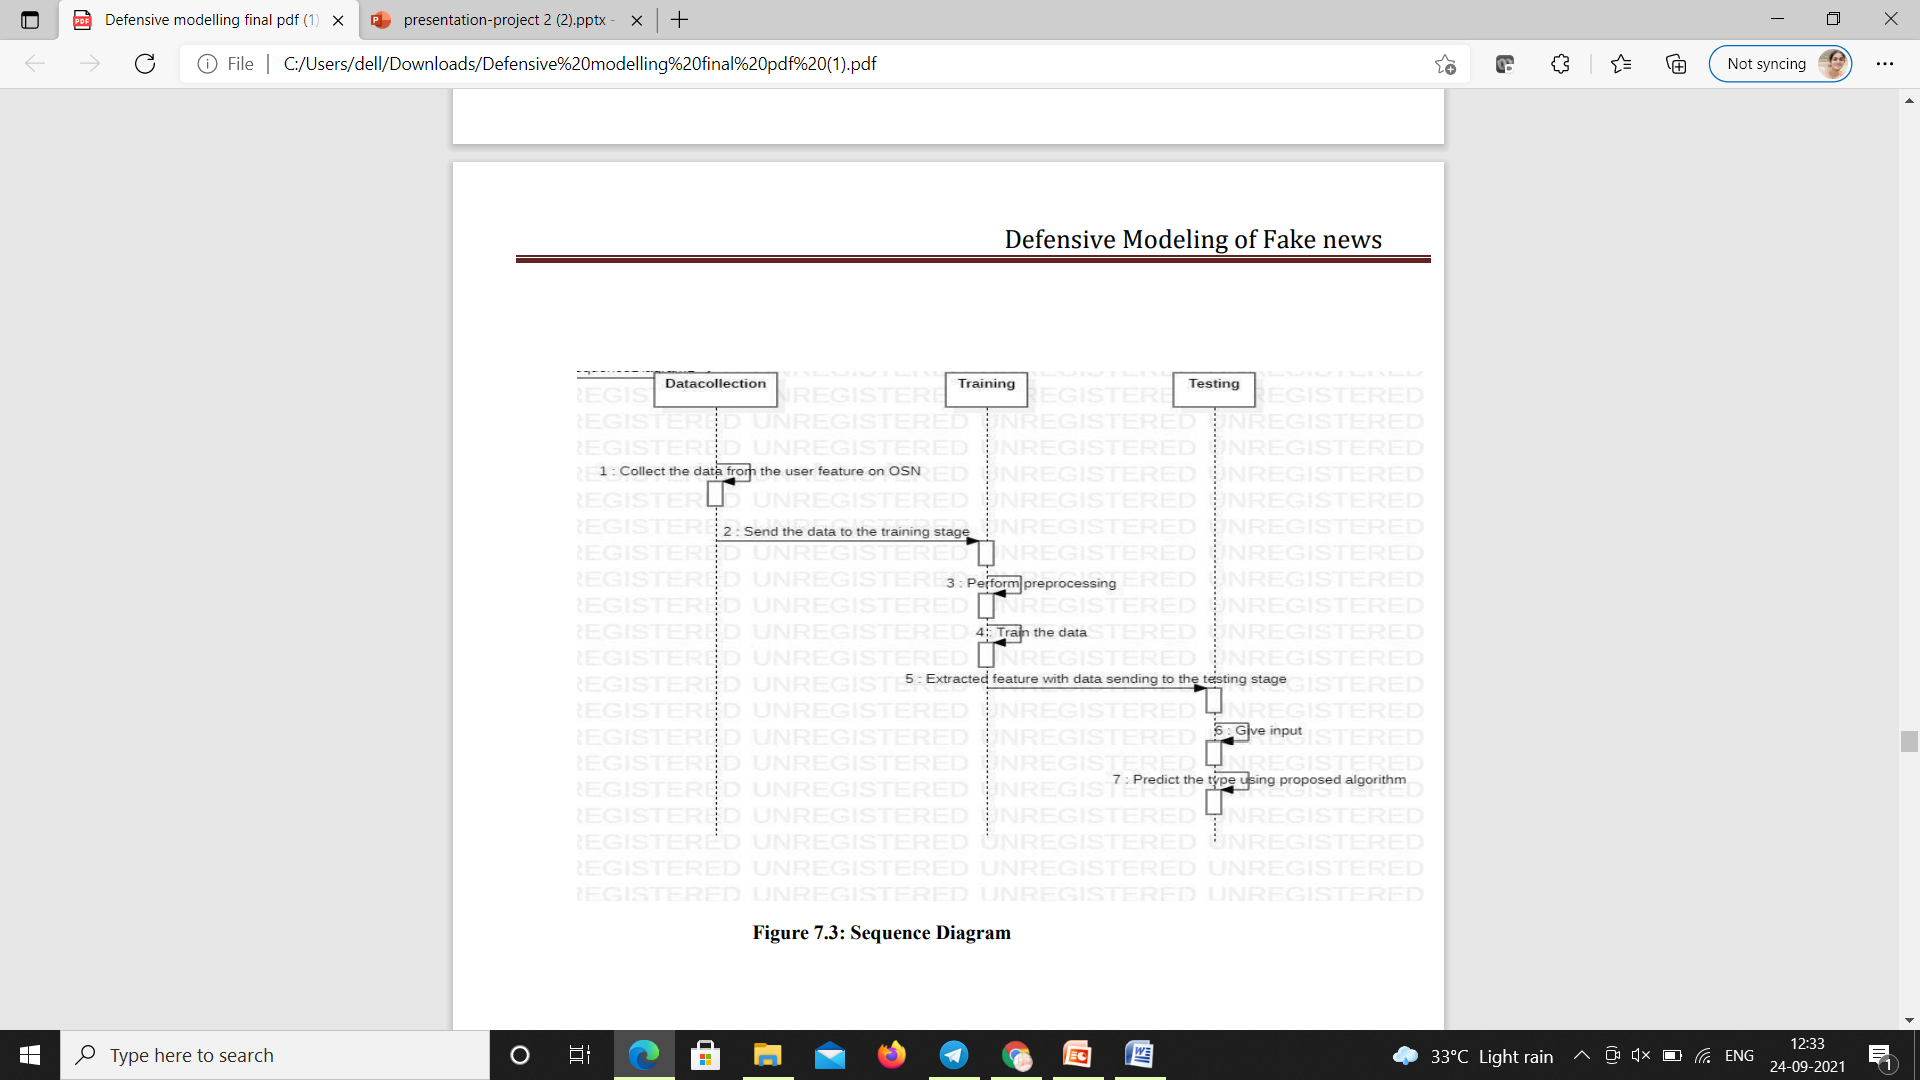 Defensive modelling final pdf (1)
presentation-project 2 (2).pptx -
File
C:/Users/dell/Downloads/Defensive%20modelling%20final%20pdf%20(1).pdf
Not syncing
Defensive Modeling of Fake news
Datacollection
Training
Testing
1 : Collect the data from the user feature on OSN
2 : Send the data to the training stage
3 : Perform preprocessing
4 : Train the data
5 : Extracted feature with data sending to the testing stage
6 : Give input
7 : Predict the type using proposed algorithm
UNREGISTERED UNREGISTERED UNREGISTERED
Figure 7.3: Sequence Diagram
Type here to search
33°C Light rain
ENG
12:33
24-09-2021
1